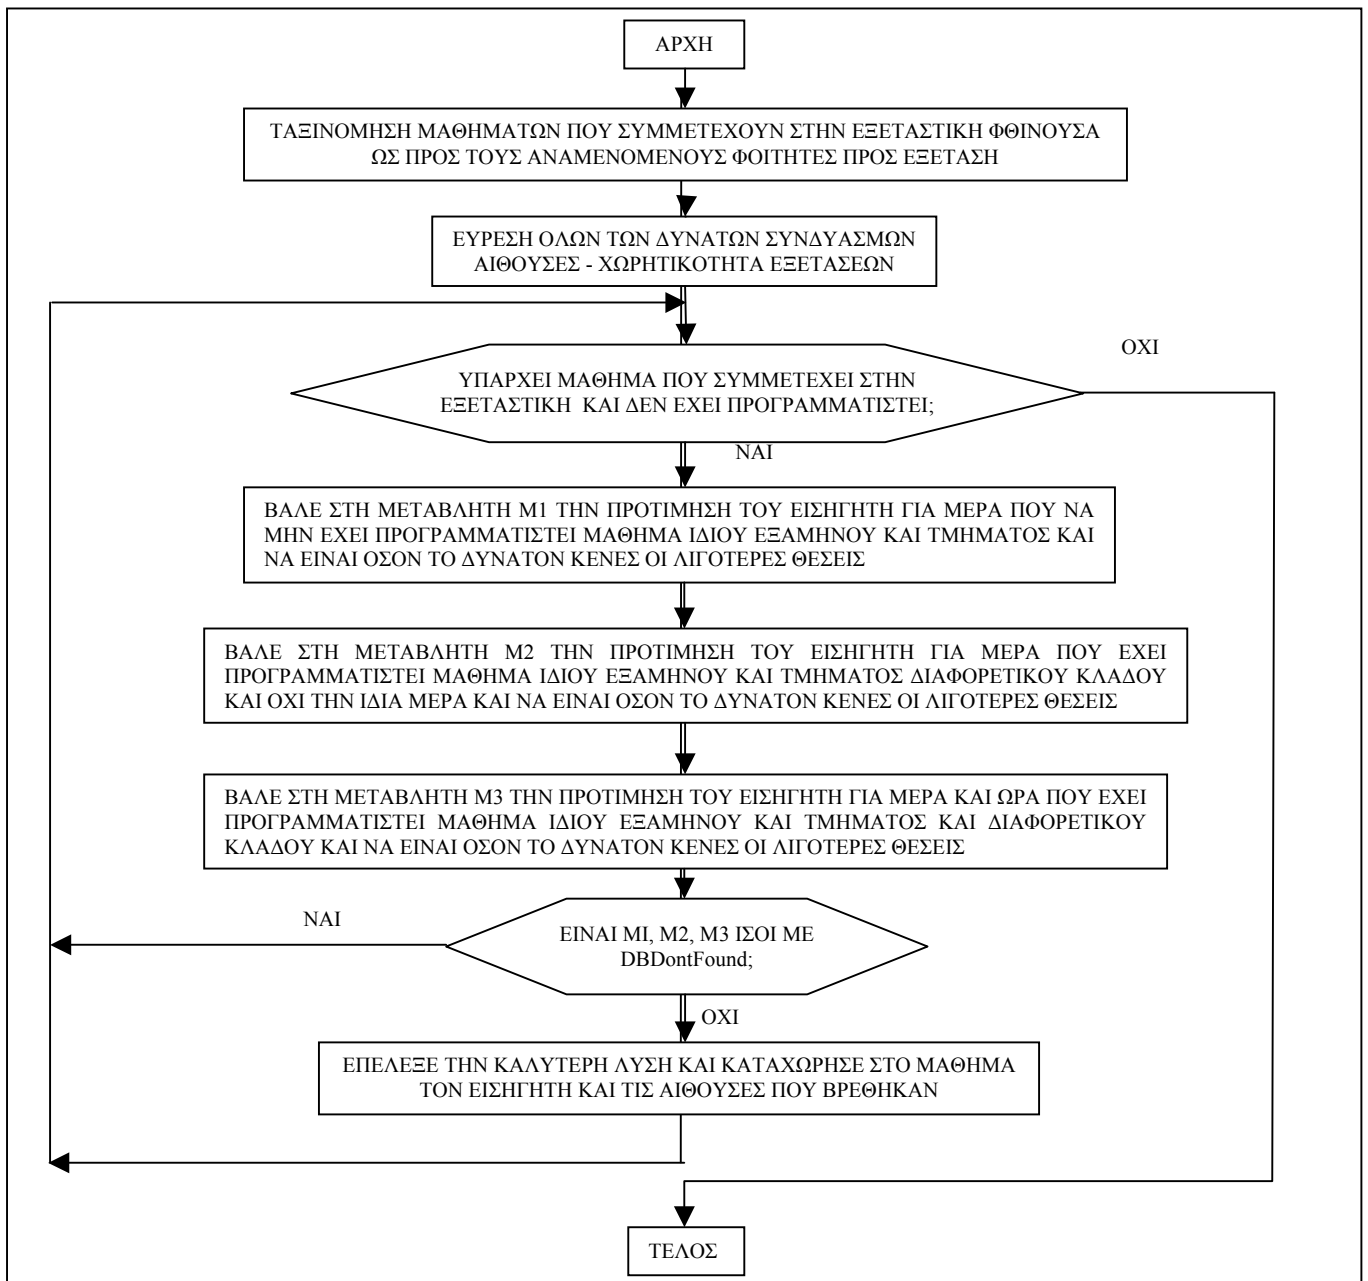 ΑΡΧΗ
ΤΑΞΙΝΟΜΗΣΗ ΜΑΘΗΜΑΤΩΝ ΠΟΥ ΣΥΜΜΕΤΕΧΟΥΝ ΣΤΗΝ ΕΞΕΤΑΣΤΙΚΗ ΦΘΙΝΟΥΣΑ
ΩΣ ΠΡΟΣ ΤΟΥΣ ΑΝΑΜΕΝΟΜΕΝΟΥΣ ΦΟΙΤΗΤΕΣ ΠΡΟΣ ΕΞΕΤΑΣΗ
ΕΥΡΕΣΗ ΟΛΩΝ ΤΩΝ ΔΥΝΑΤΩΝ ΣΥΝΔΥΑΣΜΩΝ
ΑΙΘΟΥΣΕΣ - ΧΩΡΗΤΙΚΟΤΗΤΑ ΕΞΕΤΑΣΕΩΝ
ΟΧΙ
ΥΠΑΡΧΕΙ ΜΑΘΗΜΑ ΠΟΥ ΣΥΜΜΕΤΕΧΕΙ ΣΤΗΝ
ΕΞΕΤΑΣΤΙΚΗ ΚΑΙ ΔΕΝ ΕΧΕΙ ΠΡΟΓΡΑΜΜΑΤΙΣΤΕΙ;
ΝΑΙ
ΒΑΛΕ ΣΤΗ ΜΕΤΑΒΛΗΤΗ Μ1 ΤΗΝ ΠΡΟΤΙΜΗΣΗ ΤΟΥ ΕΙΣΗΓΗΤΗ ΓΙΑ ΜΕΡΑ ΠΟΥ ΝΑ
ΜΗΝ ΕΧΕΙ ΠΡΟΓΡΑΜΜΑΤΙΣΤΕΙ ΜΑΘΗΜΑ ΙΔΙΟΥ ΕΞΑΜΗΝΟΥ ΚΑΙ ΤΜΗΜΑΤΟΣ ΚΑΙ
ΝΑ ΕΙΝΑΙ ΟΣΟΝ ΤΟ ΔΥΝΑΤΟΝ ΚΕΝΕΣ ΟΙ ΛΙΓΟΤΕΡΕΣ ΘΕΣΕΙΣ
ΒΑΛΕ ΣΤΗ ΜΕΤΑΒΛΗΤΗ Μ2 ΤΗΝ ΠΡΟΤΙΜΗΣΗ ΤΟΥ ΕΙΣΗΓΗΤΗ ΓΙΑ ΜΕΡΑ ΠΟΥ ΕΧΕΙ
ΠΡΟΓΡΑΜΜΑΤΙΣΤΕΙ ΜΑΘΗΜΑ ΙΔΙΟΥ ΕΞΑΜΗΝΟΥ ΚΑΙ ΤΜΗΜΑΤΟΣ ΔΙΑΦΟΡΕΤΙΚΟΥ ΚΛΑΔΟΥ
ΚΑΙ ΟΧΙ ΤΗΝ ΙΔΙΑ ΜΕΡΑ ΚΑΙ ΝΑ ΕΙΝΑΙ ΟΣΟΝ ΤΟ ΔΥΝΑΤΟΝ ΚΕΝΕΣ ΟΙ ΛΙΓΟΤΕΡΕΣ ΘΕΣΕΙΣ
ΒΑΛΕ ΣΤΗ ΜΕΤΑΒΛΗΤΗ Μ3 ΤΗΝ ΠΡΟΤΙΜΗΣΗ ΤΟΥ ΕΙΣΗΓΗΤΗ ΓΙΑ ΜΕΡΑ ΚΑΙ ΩΡΑ ΠΟΥ ΕΧΕΙ
ΠΡΟΓΡΑΜΜΑΤΙΣΤΕΙ ΜΑΘΗΜΑ ΙΔΙΟΥ ΕΞΑΜΗΝΟΥ ΚΑΙ ΤΜΗΜΑΤΟΣ ΚΑΙ ΔΙΑΦΟΡΕΤΙΚΟΥ
ΚΛΑΔΟΥ ΚΑΙ ΝΑ ΕΙΝΑΙ ΟΣΟΝ ΤΟ ΔΥΝΑΤΟΝ ΚΕΝΕΣ ΟΙ ΛΙΓΟΤΕΡΕΣ ΘΕΣΕΙΣ
ΝΑΙ
ΕΙΝΑΙ ΜΙ, Μ2, Μ3 ΙΣΟΙ ΜΕ
DBDontFound;
ΟΧΙ
ΕΠΕΛΕΞΕ ΤΗΝ ΚΑΛΥΤΕΡΗ ΛΥΣΗ ΚΑΙ ΚΑΤΑΧΩΡΗΣΕ ΣΤΟ ΜΑΘΗΜΑ
ΤΟΝ ΕΙΣΗΓΗΤΗ ΚΑΙ ΤΙΣ ΑΙΘΟΥΣΕΣ ΠΟΥ ΒΡΕΘΗΚΑΝ
ΤΕΛΟΣ